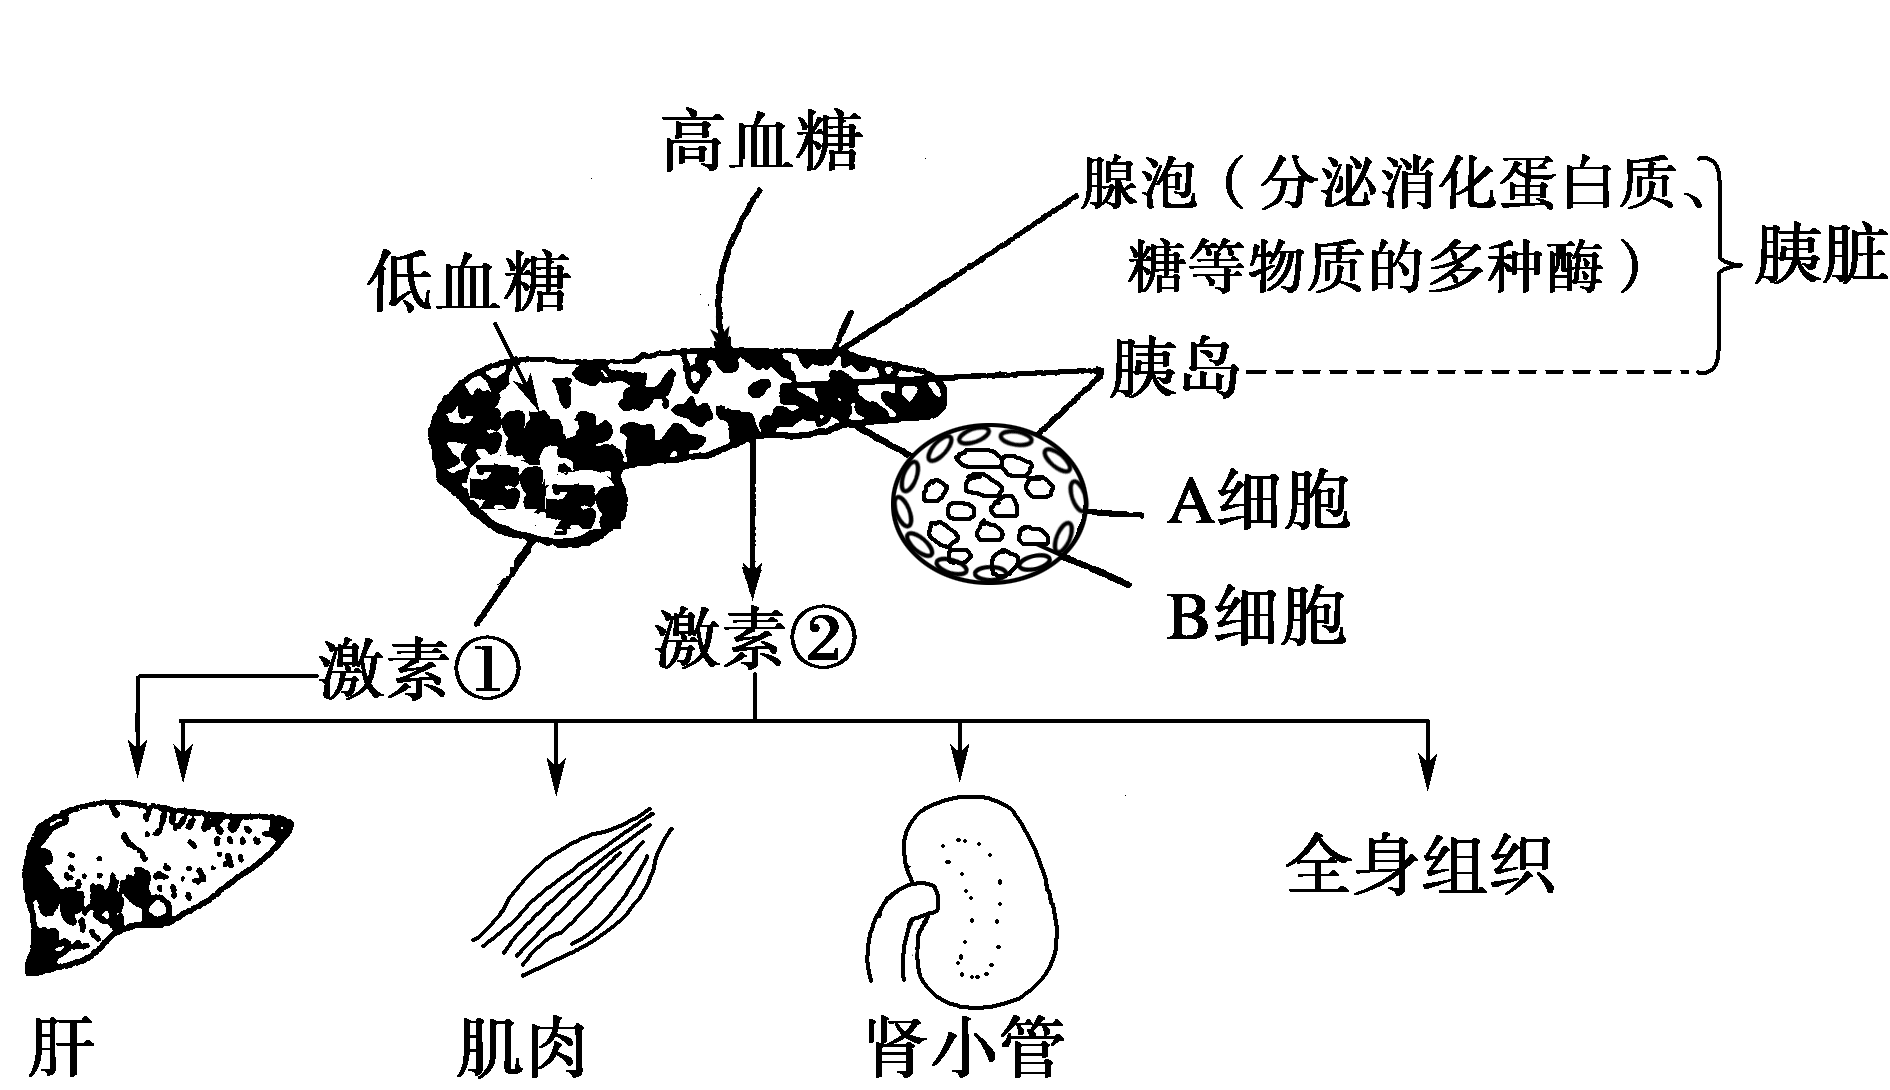 高血糖
腺泡（分泌消化蛋白质、
糖等物质的多种酶）
胰脏
低血糖
胰岛
A细胞
B细胞
激素②
激素①
全身组织
肝
肌肉
肾小管